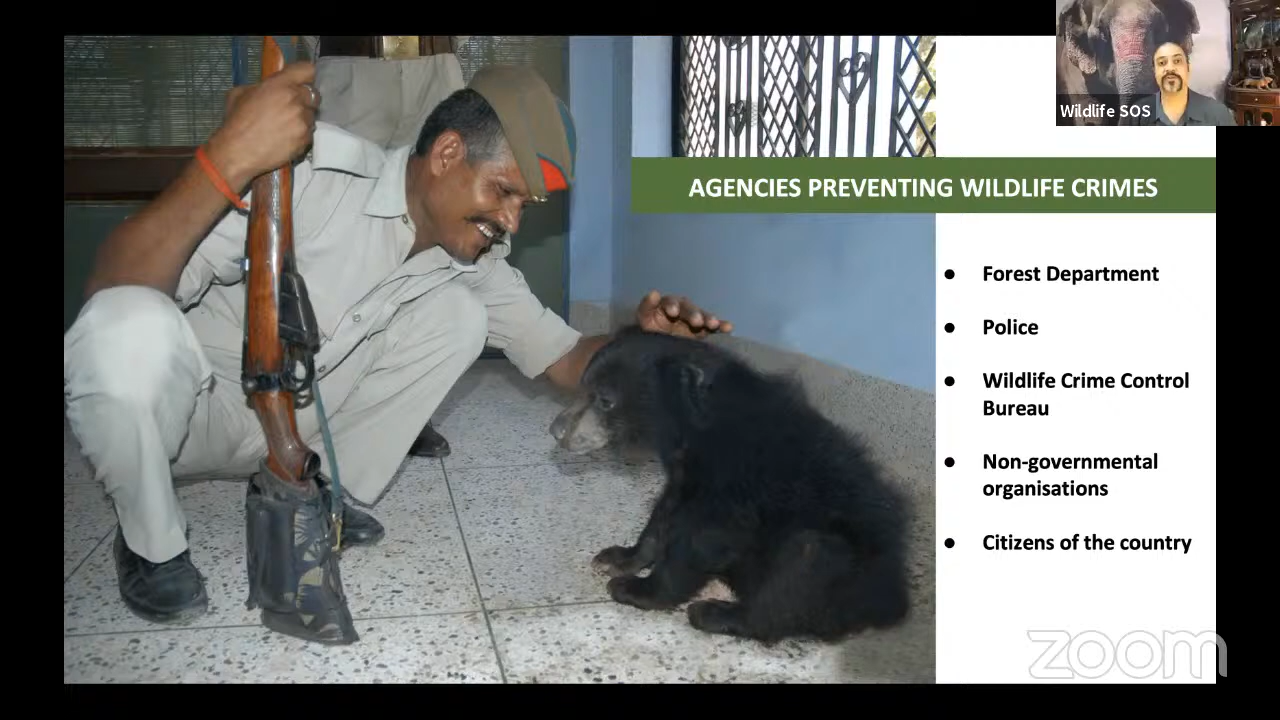 Wildlife SOS
AGENCIES PREVENTING WILDLIFE CRIMES
● Forest Department
● Police
● Wildlife Crime Control
Bureau
● Non-governmental
organisations
● Citizens of the country
zoom